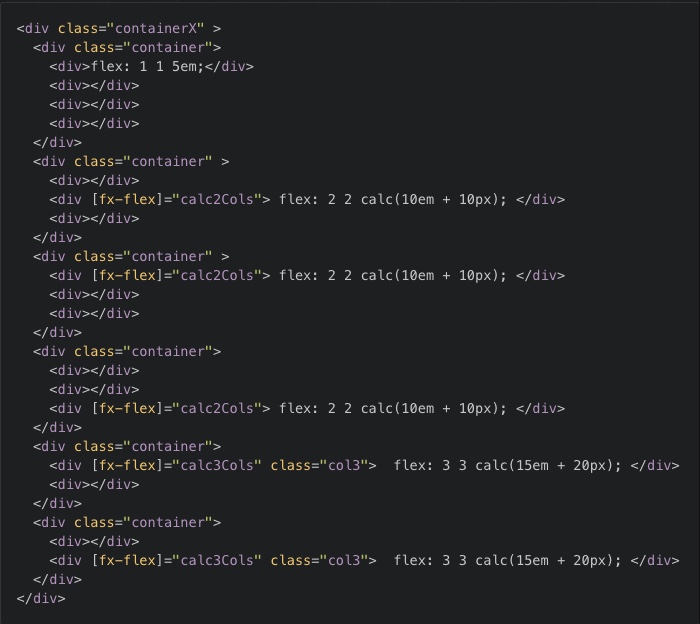 <div class="containerX" >
  <div class="container">
    <div>flex: 1 1 5em;</div>
    <div></div>
    <div></div>
    <div></div>
  </div>
  <div class="container" >
    <div></div>
    <div [fx-flex]="calc2Cols"> flex: 2 2 calc(10em + 10px); </div>
    <div></div>
  </div>
  <div class="container" >
    <div [fx-flex]="calc2Cols"> flex: 2 2 calc(10em + 10px); </div>
    <div></div>
    <div></div>
  </div>
  <div class="container">
    <div></div>
    <div></div>
    <div [fx-flex]="calc2Cols"> flex: 2 2 calc(10em + 10px); </div>
  </div>
  <div class="container">
    <div [fx-flex]="calc3Cols" class="col3">  flex: 3 3 calc(15em + 20px); </div>
    <div></div>
  </div>
  <div class="container">
    <div></div>
    <div [fx-flex]="calc3Cols" class="col3">  flex: 3 3 calc(15em + 20px); </div>
  </div>
</div>